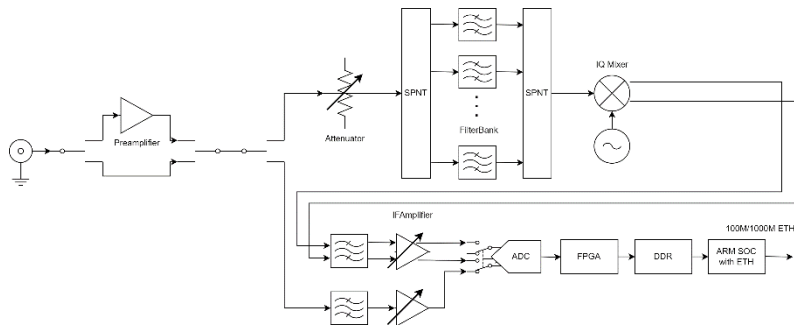 IQ Mixer
SPNT
SPNT
Attenuator
FilterBank
Preamplifier
IFAmplifier
100M/1000M ETH
ADC
FPGA
DDR
ARM SOC
with ETH